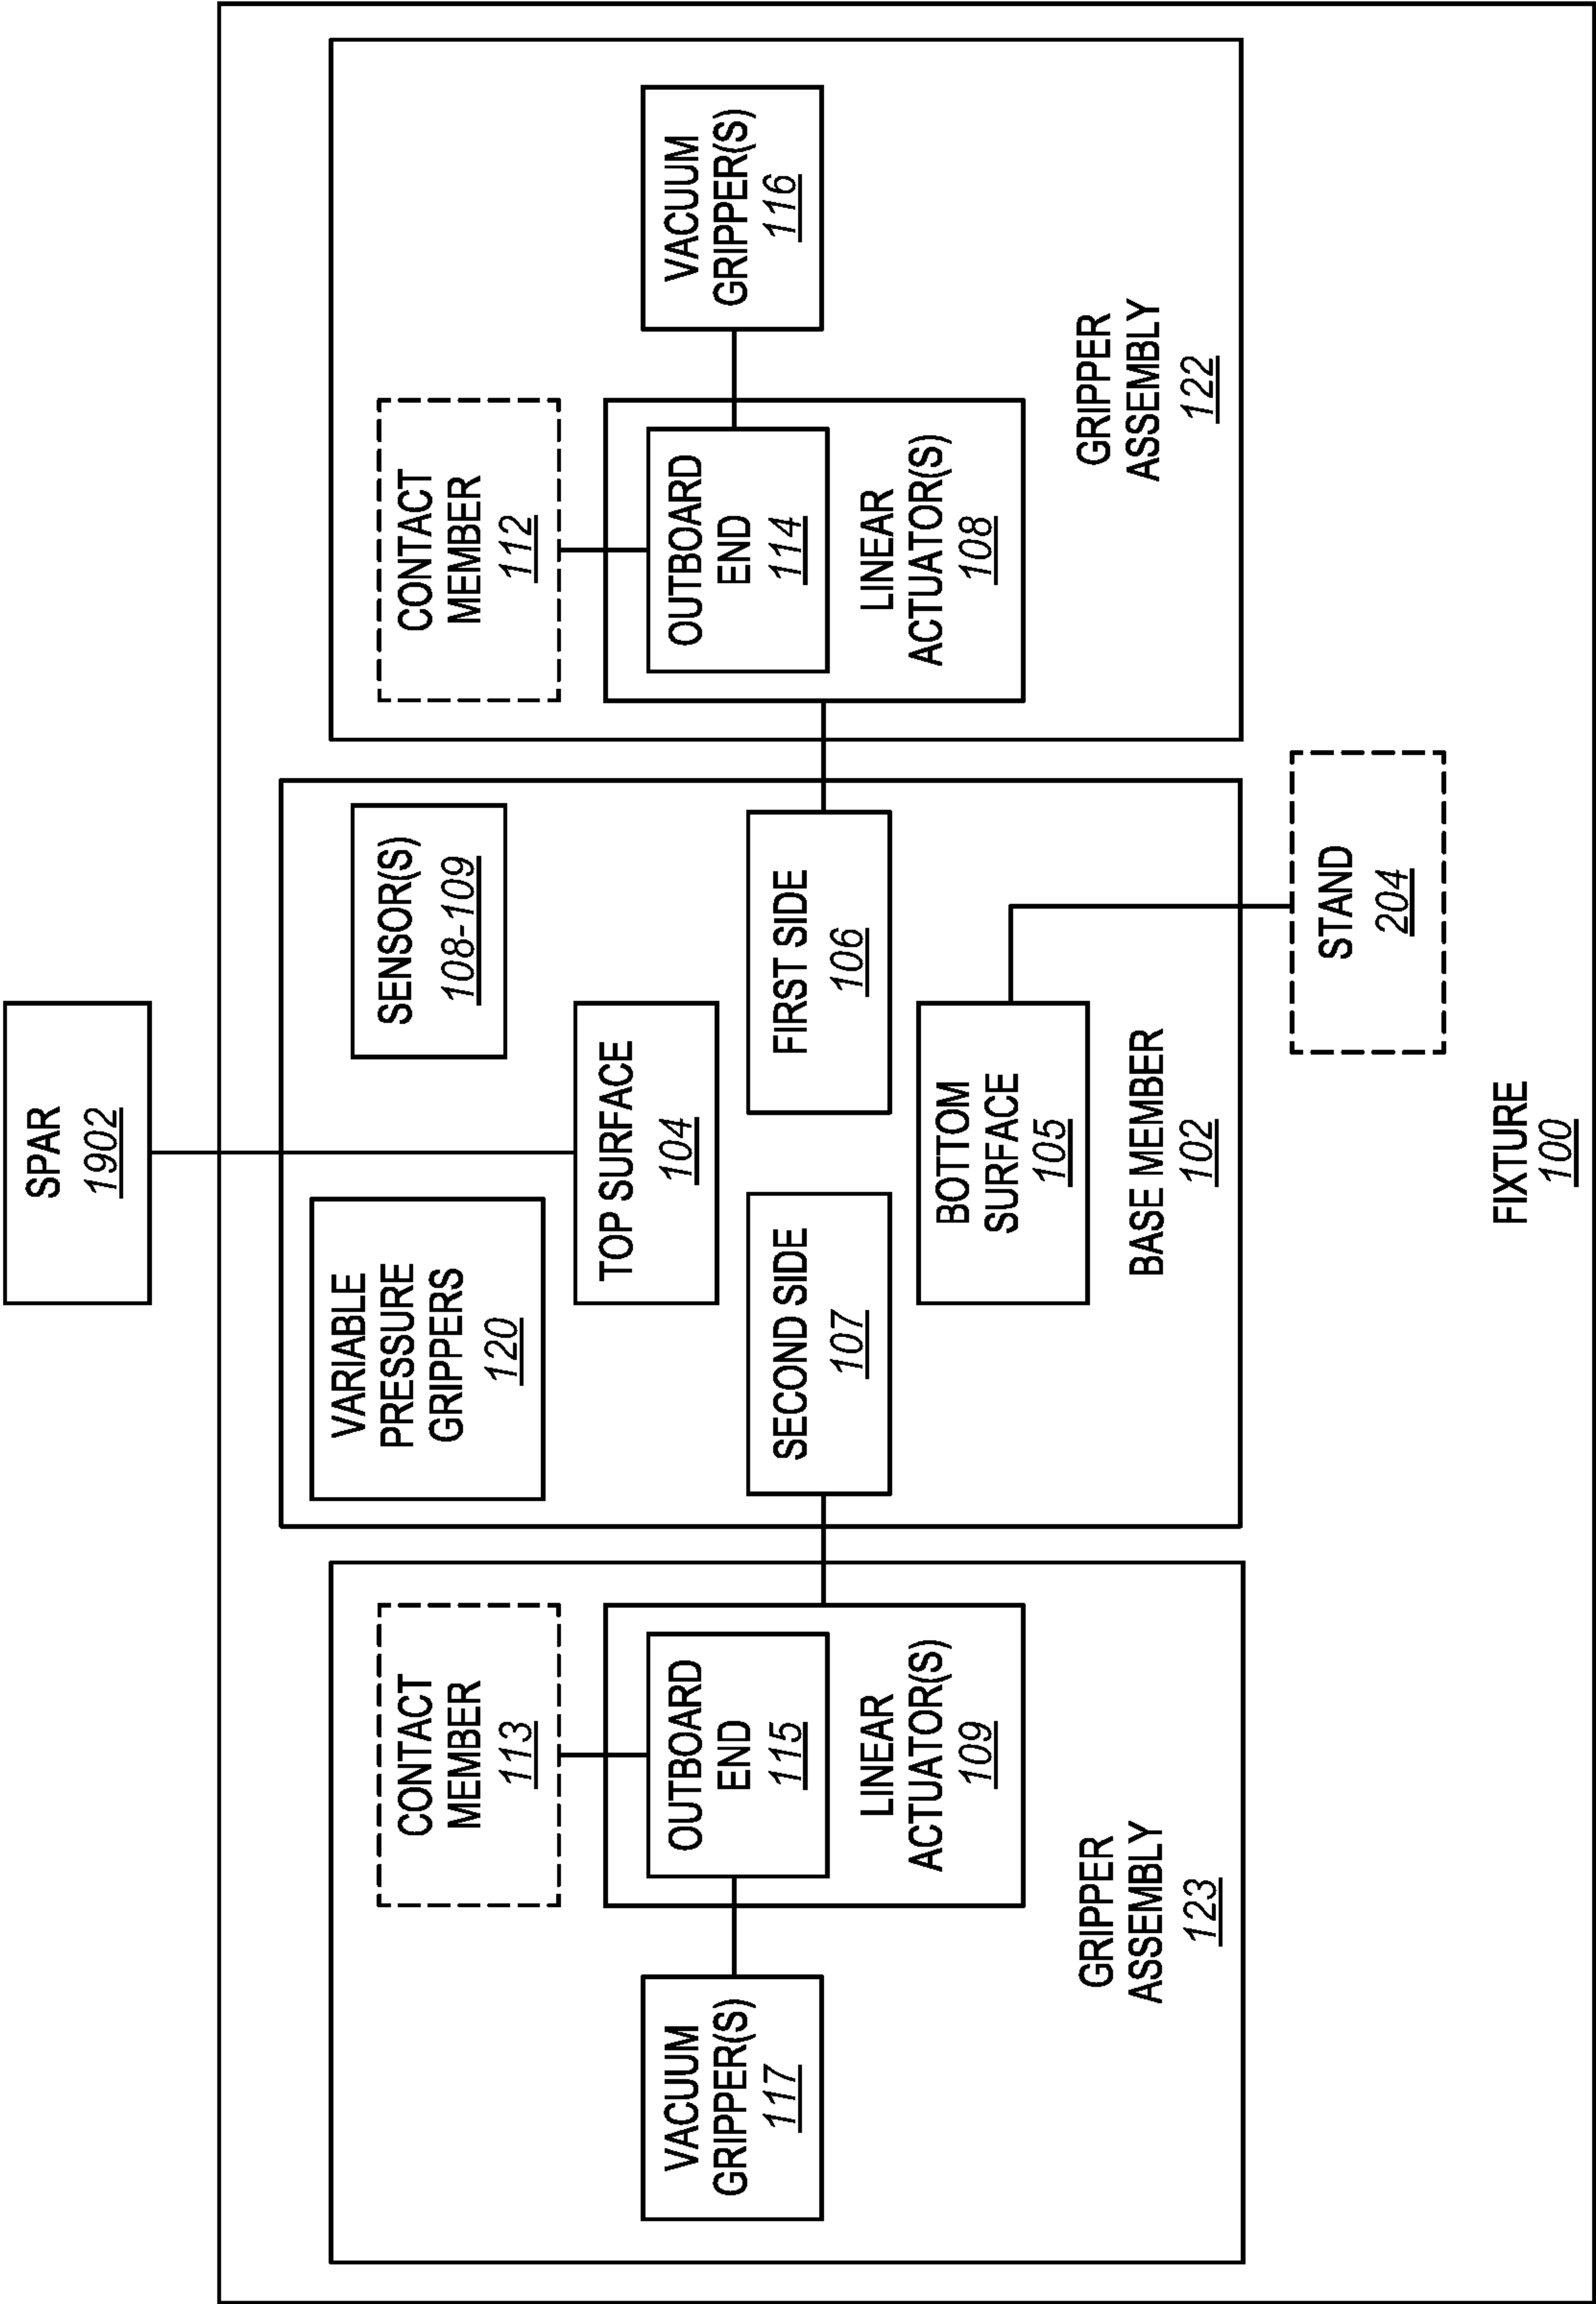 SPAR
1902
VARIABLE
PRESSURE
GRIPPERS
120
SENSOR(S)
108-109
TOP SURFACE
104
SECOND SIDE
107
FIRST SIDE
106
BOTTOM
SURFACE
105
BASE MEMBER
102
CONTACT
MEMBER
113
VACUUM
GRIPPER(S)
117
OUTBOARD
END
115
LINEAR
ACTUATOR(S)
109
GRIPPER
ASSEMBLY
123
CONTACT
MEMBER
112
OUTBOARD
END
114
VACUUM
GRIPPER(S)
116
LINEAR
ACTUATOR(S)
108
GRIPPER
ASSEMBLY
122
STAND
204
FIXTURE
100